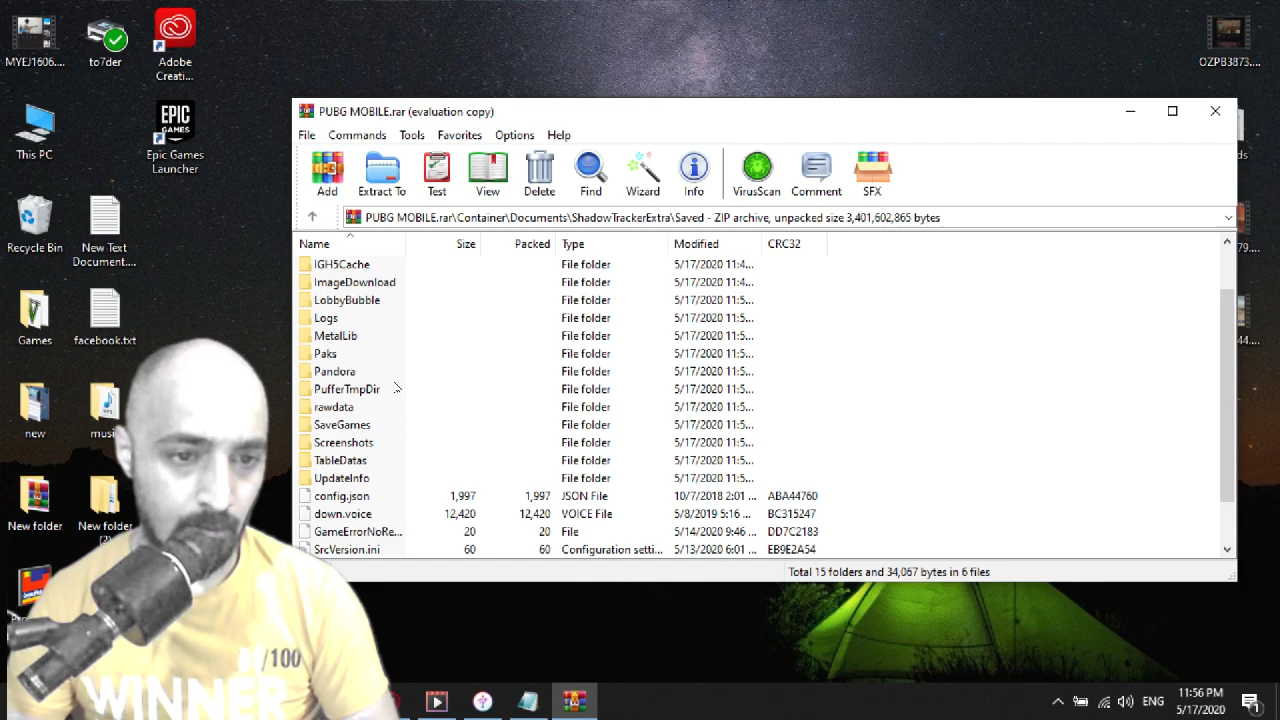 MYEJ1606....
to7der
Adobe
Creati...
OZPB3873....
This PC
EPIC
GAMES
Epic Games
Launcher
Recycle Bin
New Text
Document....
Games
facebook.txt
new
musi
New folder
New folder
(2)
PUBG MOBILE.rar (evaluation copy)
File Commands Tools Favorites Options Help
Add Extract To Test View Delete Find Wizard Info VirusScan Comment SFX
PUBG MOBILE.rar\Container\Documents\ShadowTrackerExtra\Saved - ZIP archive, unpacked size 3,401,602,865 bytes
Name Size Packed Type Modified CRC32
IGH5Cache File folder 5/17/2020 11:4...
ImageDownload File folder 5/17/2020 11:4...
LobbyBubble File folder 5/17/2020 11:5...
Logs File folder 5/17/2020 11:5...
MetalLib File folder 5/17/2020 11:5...
Paks File folder 5/17/2020 11:5...
Pandora File folder 5/17/2020 11:5...
PufferTmpDir File folder 5/17/2020 11:5...
rawdata File folder 5/17/2020 11:5...
SaveGames File folder 5/17/2020 11:5...
Screenshots File folder 5/17/2020 11:5...
TableDatas File folder 5/17/2020 11:5...
UpdateInfo File folder 5/17/2020 11:5...
config.json 1,997 1,997 JSON File 10/7/2018 2:01 ... ABA44760
down.voice 12,420 12,420 VOICE File 5/8/2019 5:16 ... BC315247
GameErrorNoRe... 20 20 File 5/14/2020 9:46 ... DD7C2183
SrcVersion.ini 60 60 Configuration setti... 5/13/2020 6:01 ... EB9E2A54
Total 15 folders and 34,067 bytes in 6 files
/100
WINNER
ENG
11:56 PM
5/17/2020